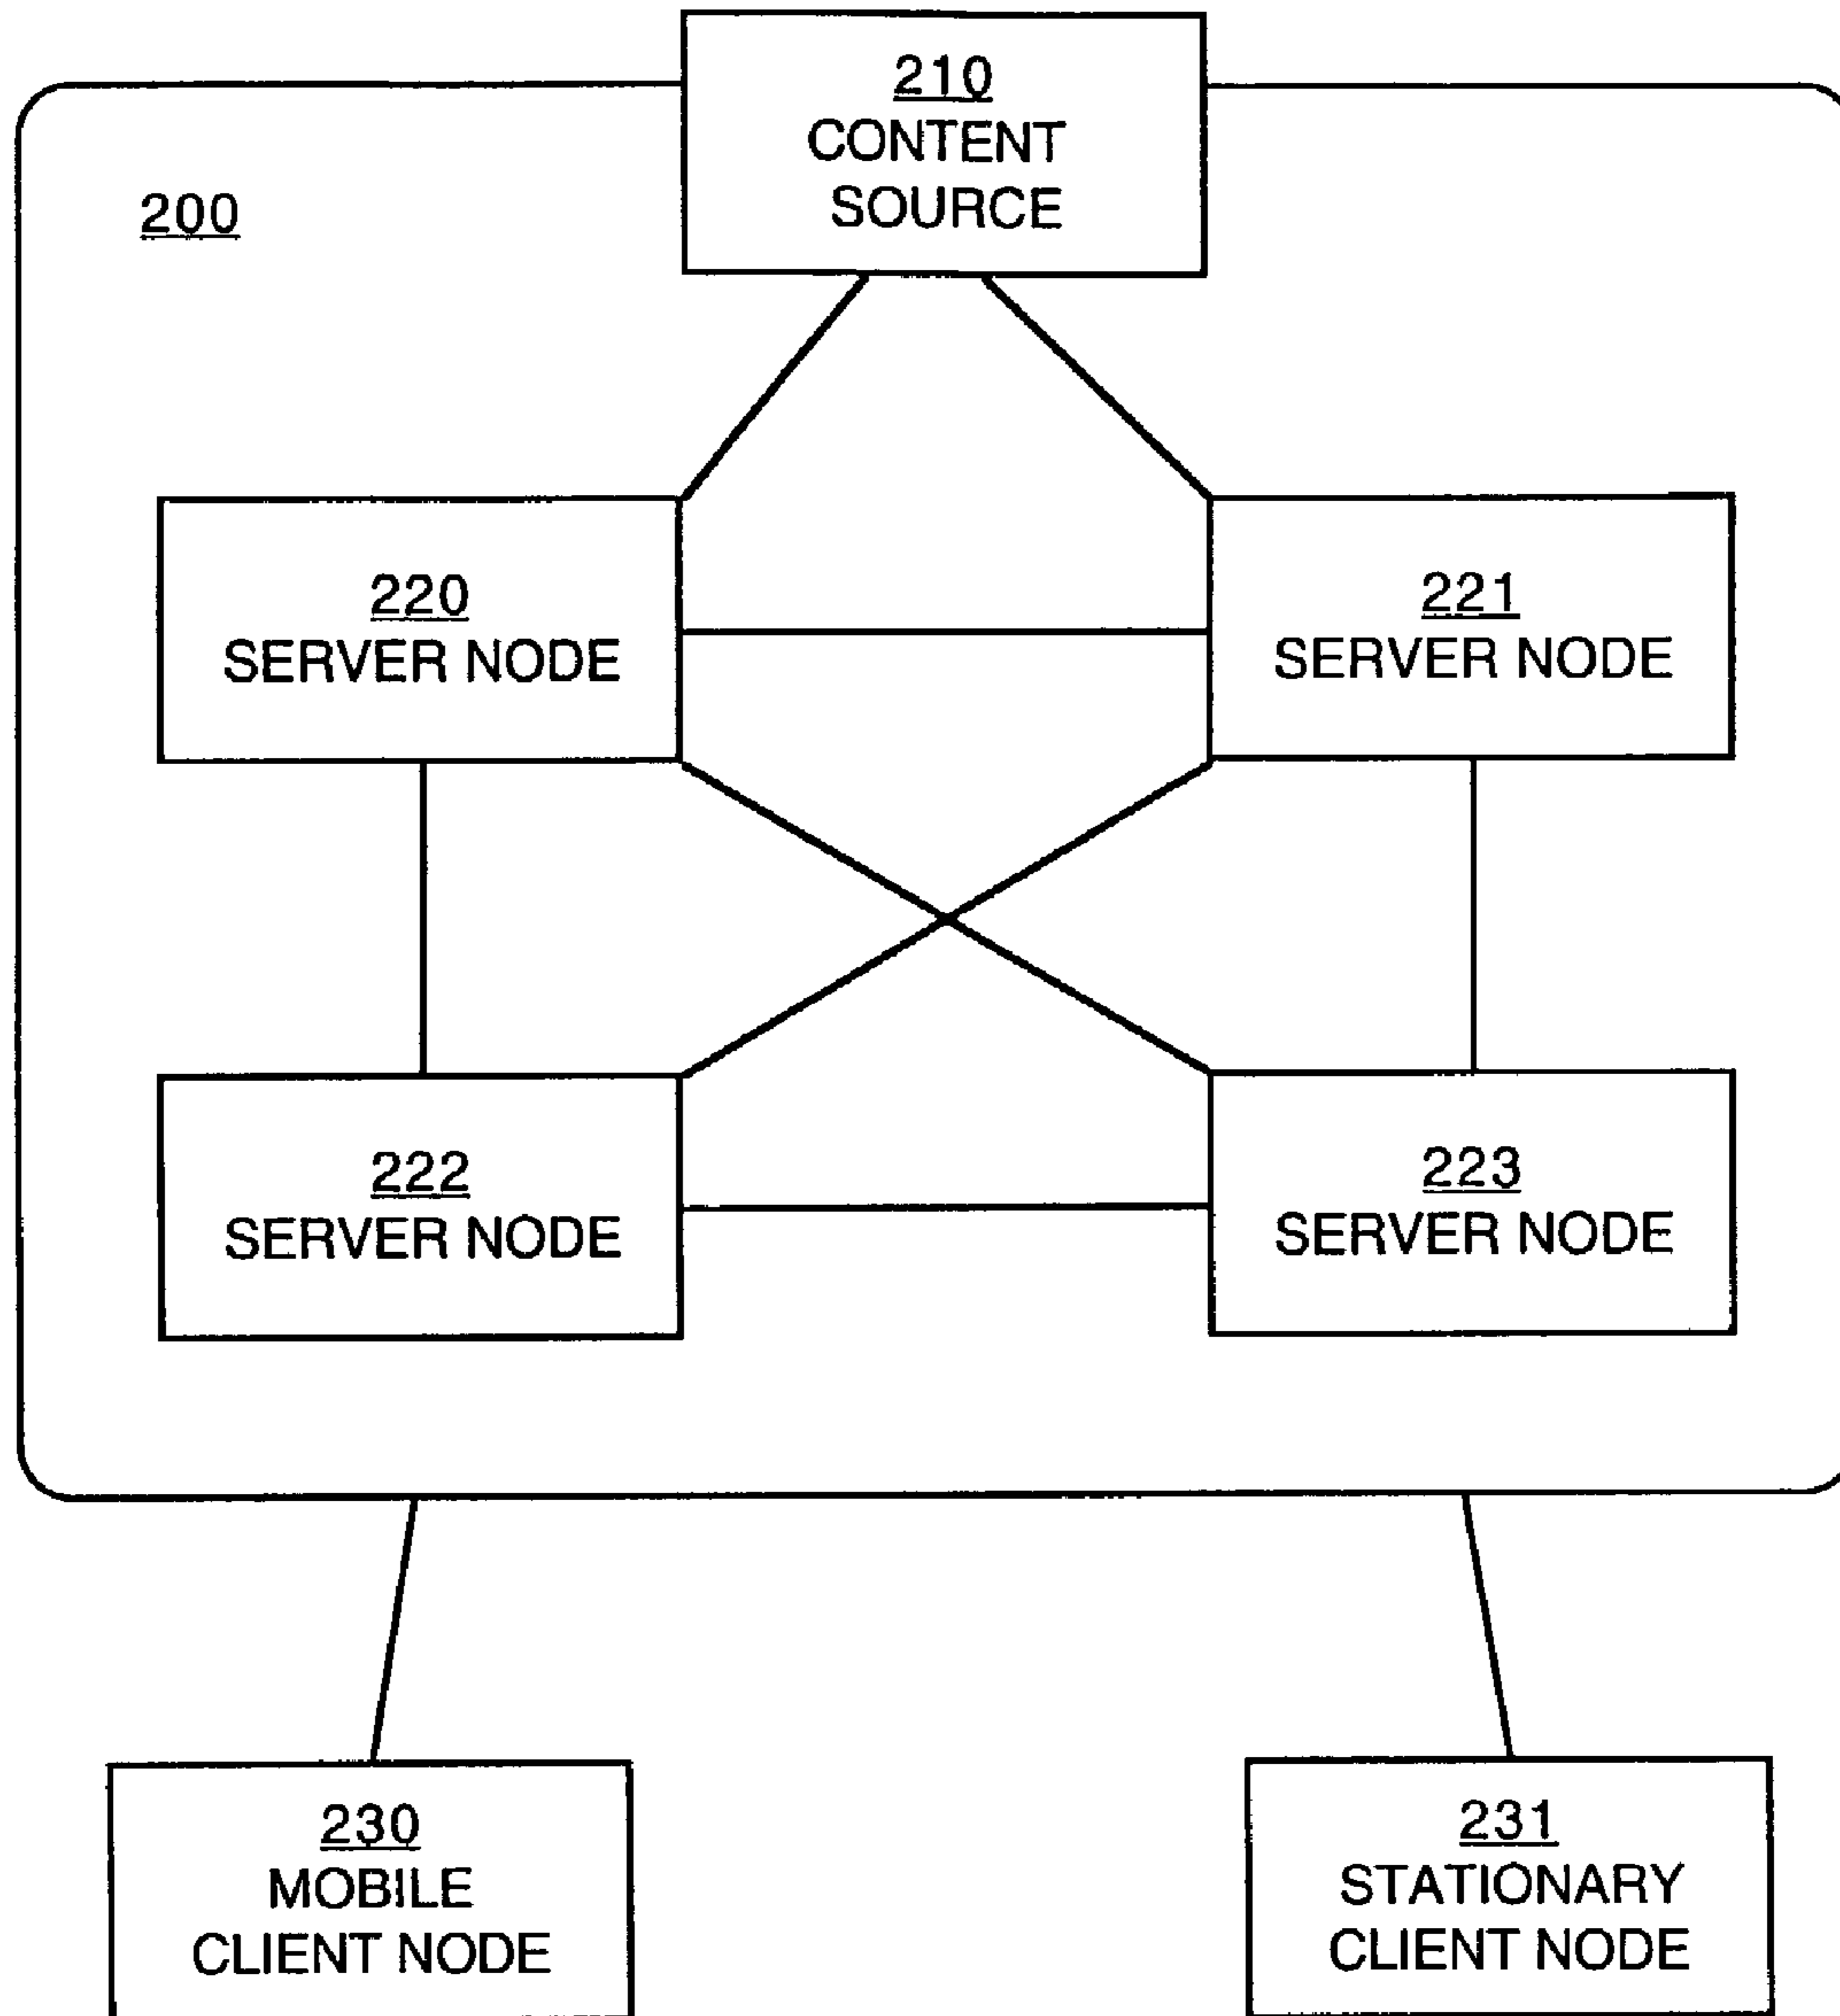 210
CONTENT
SOURCE
200
220
SERVER NODE
221
SERVER NODE
222
SERVER NODE
223
SERVER NODE
230
MOBILE
CLIENT NODE
231
STATIONARY
CLIENT NODE